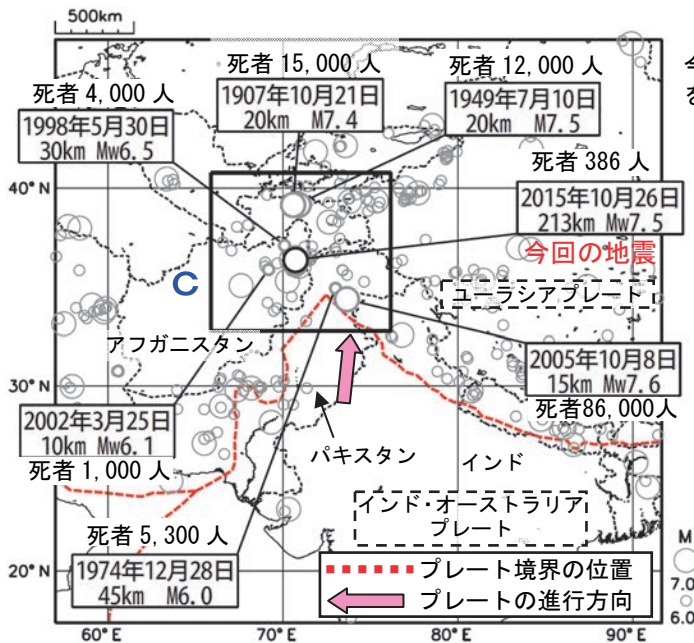 500km
死者 15,000 人
1907年10月21日
20km M7.4
死者 12,000 人
1949年7月10日
20km M7.5
死者 4,000 人
1998年5月30日
30km Mw6.5
死者 386 人
2015年10月26日
213km Mw7.5
今回の地震
40°N
C
ユーラシアプレート
アフガニスタン
2005年10月8日
15km Mw7.6
死者86,000人
30°N
2002年3月25日
10km Mw6.1
死者 1,000 人
パキスタン
インド
インド・オーストラリア
プレート
死者 5,300 人
1974年12月28日
45km M6.0
プレート境界の位置
プレートの進行方向
20°N
M
7.0
6.0
60°E
70°E
80°E
90°E